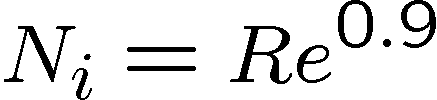 N_i = Re^{0.9}